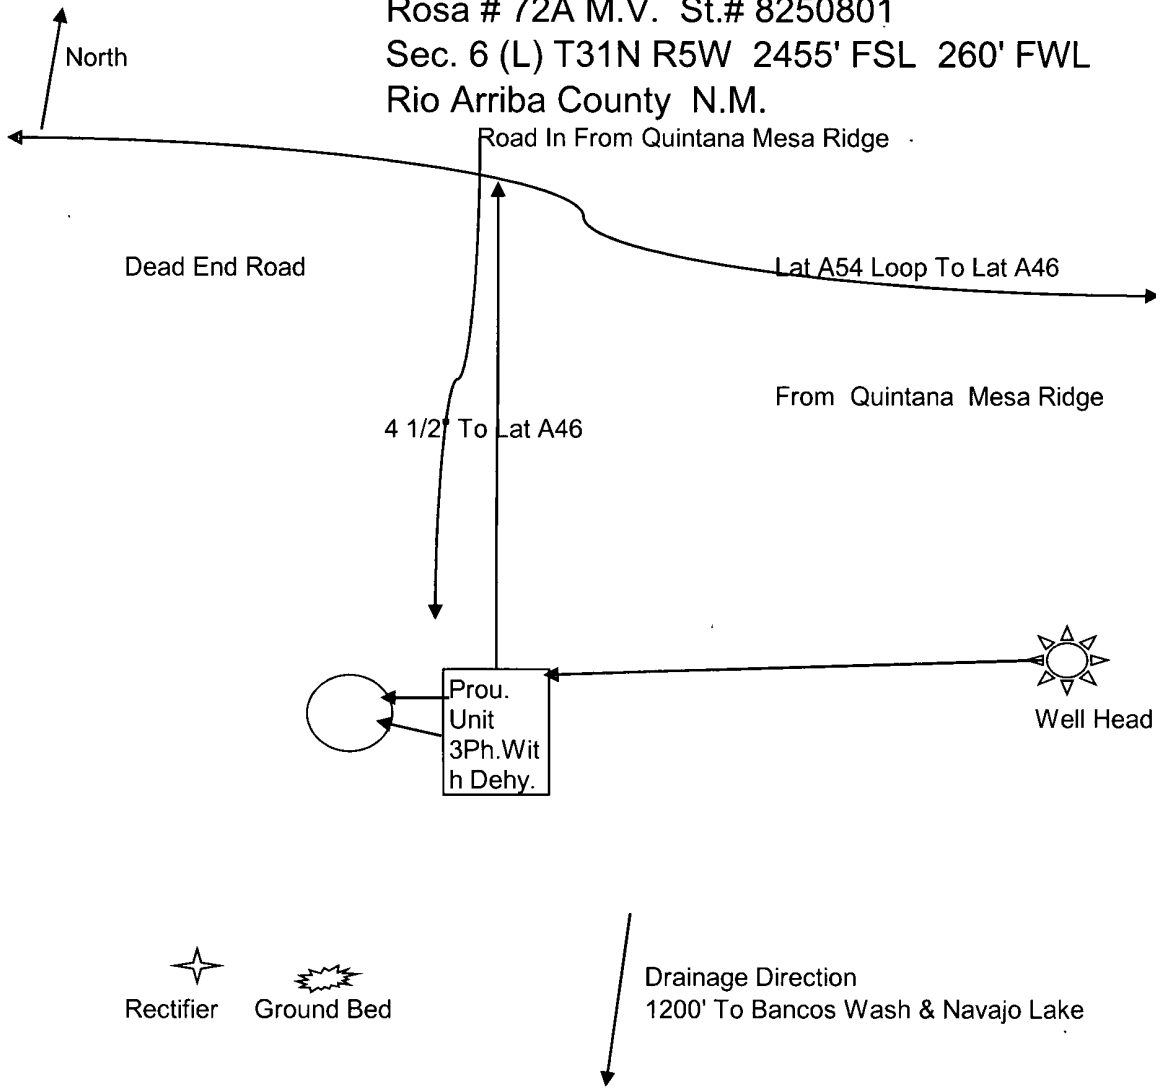 Rosa # 72A M.V. St.# 8250801
Sec. 6 (L) T31N R5W 2455' FSL 260' FWL
Rio Arriba County N.M.
North
Road In From Quintana Mesa Ridge
Dead End Road
Lat A54 Loop To Lat A46
From Quintana Mesa Ridge
4 1/2" To Lat A46
Prou.
Unit
3Ph.Wit
h Dehy.
Well Head
Rectifier
Ground Bed
Drainage Direction
1200' To Bancos Wash & Navajo Lake